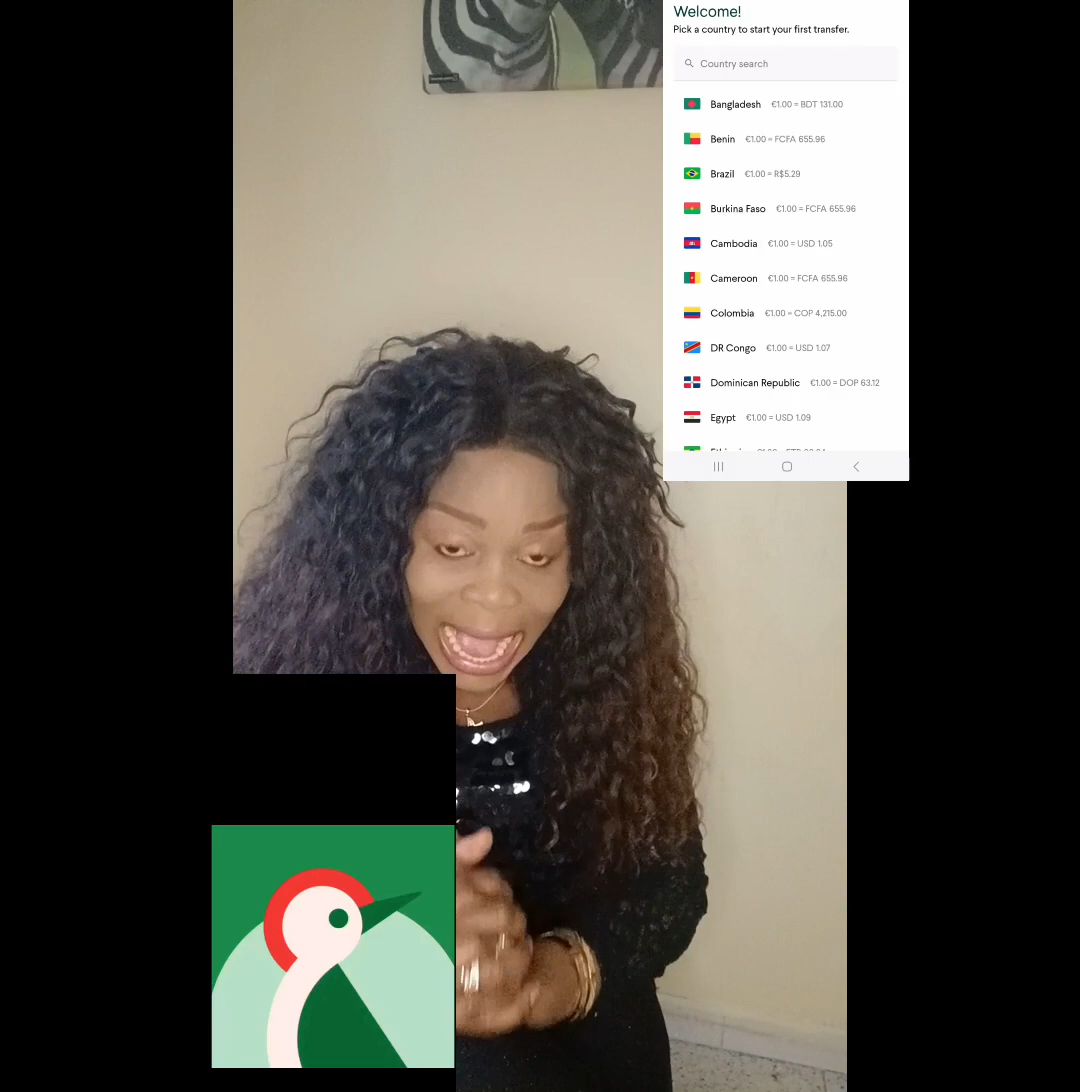 Welcome!
Pick a country to start your first transfer.
Country search
Bangladesh €1.00 = BDT 131.00
Benin €1.00 = FCFA 655.96
Brazil €1.00 = R$5.29
Burkina Faso €1.00 = FCFA 655.96
Cambodia €1.00 = USD 1.05
Cameroon €1.00 = FCFA 655.96
Colombia €1.00 = COP 4,215.00
DR Congo €1.00 = USD 1.07
Dominican Republic €1.00 = DOP 63.12
Egypt €1.00 = USD 1.09